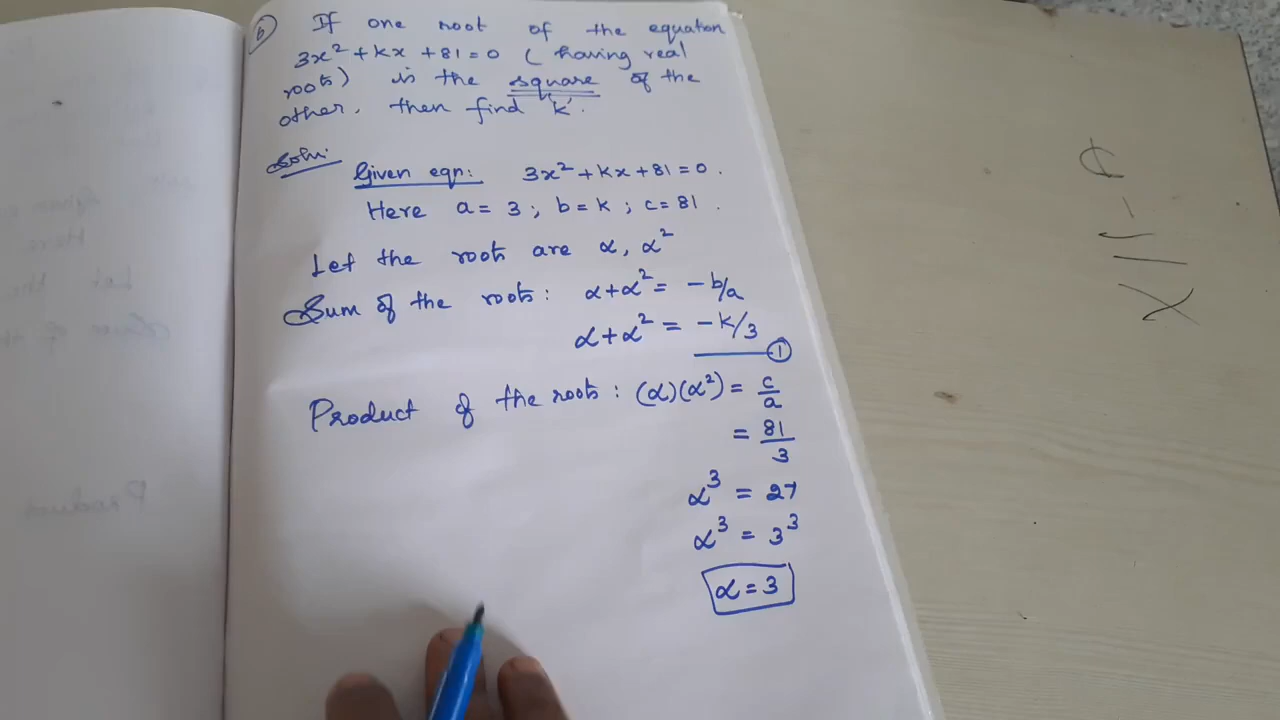 6) If one root of the equation
3x² + kx + 81 = 0 ( having real
roots) is the square of the
other, then find 'k'.
Soln:
Given eqn: 3x² + kx + 81 = 0.
Here a = 3 ; b = k ; c = 81.
Let the roots are α, α²
Sum of the roots: α + α² = -b/a
α + α² = -k/3
①
Product of the roots : (α)(α²) = c/a
= 81/3
α³ = 27
α³ = 3³
α = 3